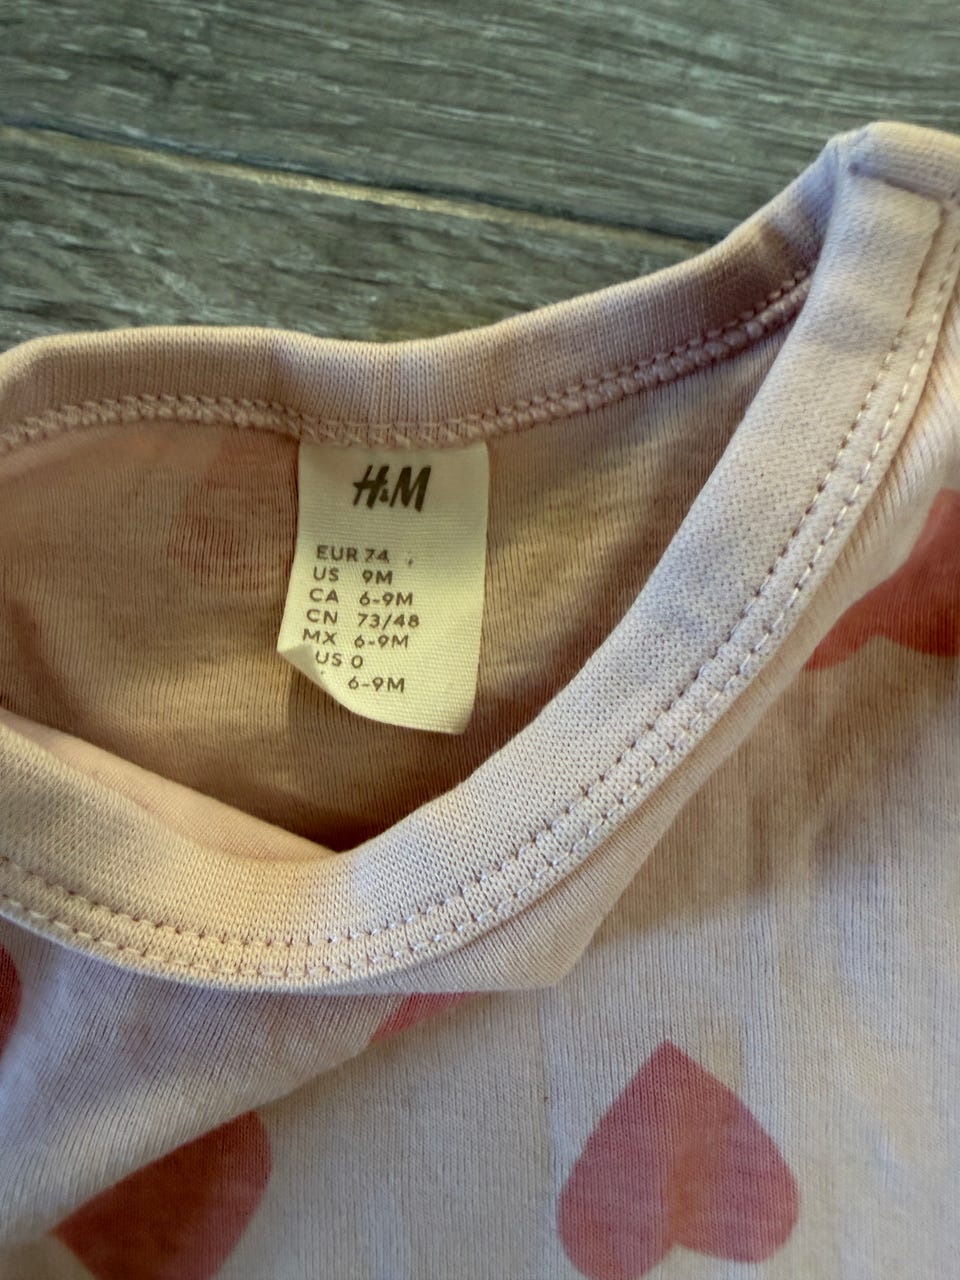 H&M
EUR 74
US 9M
CA 6-9M
CN 73/48
MX 6-9M
US 0
6-9M